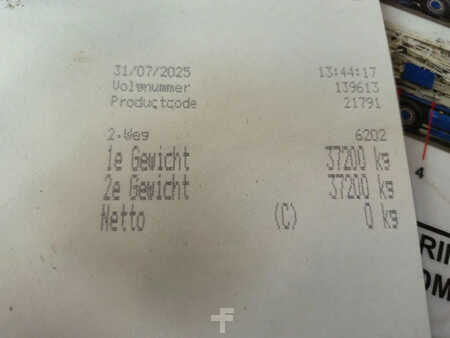 31/07/2025 13:44:17
Volgnummer 139613
Productcode 21791
2-Weg 6202
1e Gewicht 37200 kg
2e Gewicht 37200 kg
Netto (C) 0 kg
4